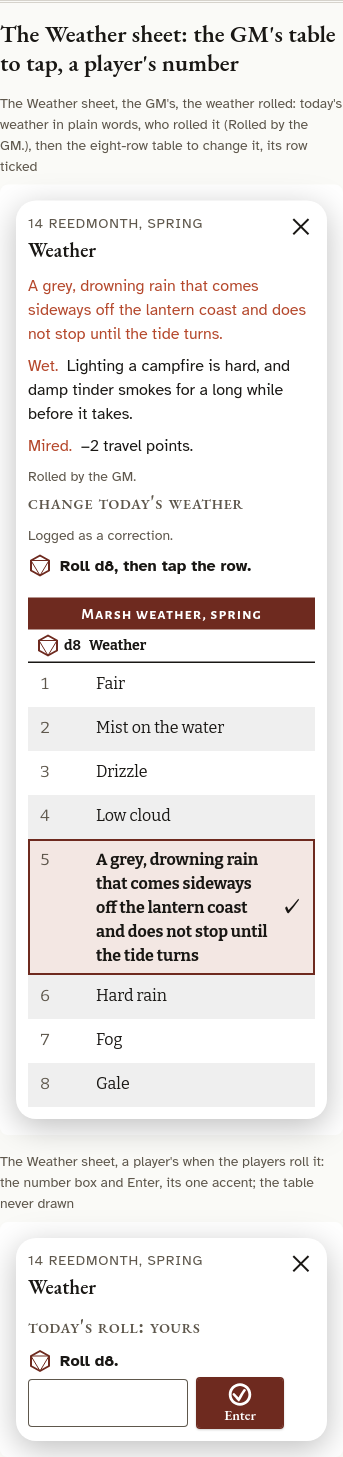 The Weather sheet: the GM's table
to tap, a player's number
The Weather sheet, the GM's, the weather rolled: today's
weather in plain words, who rolled it (Rolled by the
GM.), then the eight-row table to change it, its row
ticked
14 REEDMONTH, SPRING
Weather
A grey, drowning rain that comes
sideways off the lantern coast and does
not stop until the tide turns.
Wet. Lighting a campfire is hard, and
damp tinder smokes for a long while
before it takes.
Mired. −2 travel points.
Rolled by the GM.
CHANGE TODAY'S WEATHER
Logged as a correction.
Roll d8, then tap the row.
MARSH WEATHER, SPRING
d8 Weather
1 Fair
2 Mist on the water
3 Drizzle
4 Low cloud
5 A grey, drowning rain
that comes sideways
off the lantern coast
and does not stop until
the tide turns
6 Hard rain
7 Fog
8 Gale
The Weather sheet, a player's when the players roll it:
the number box and Enter, its one accent; the table
never drawn
14 REEDMONTH, SPRING
Weather
TODAY'S ROLL: YOURS
Roll d8.
Enter